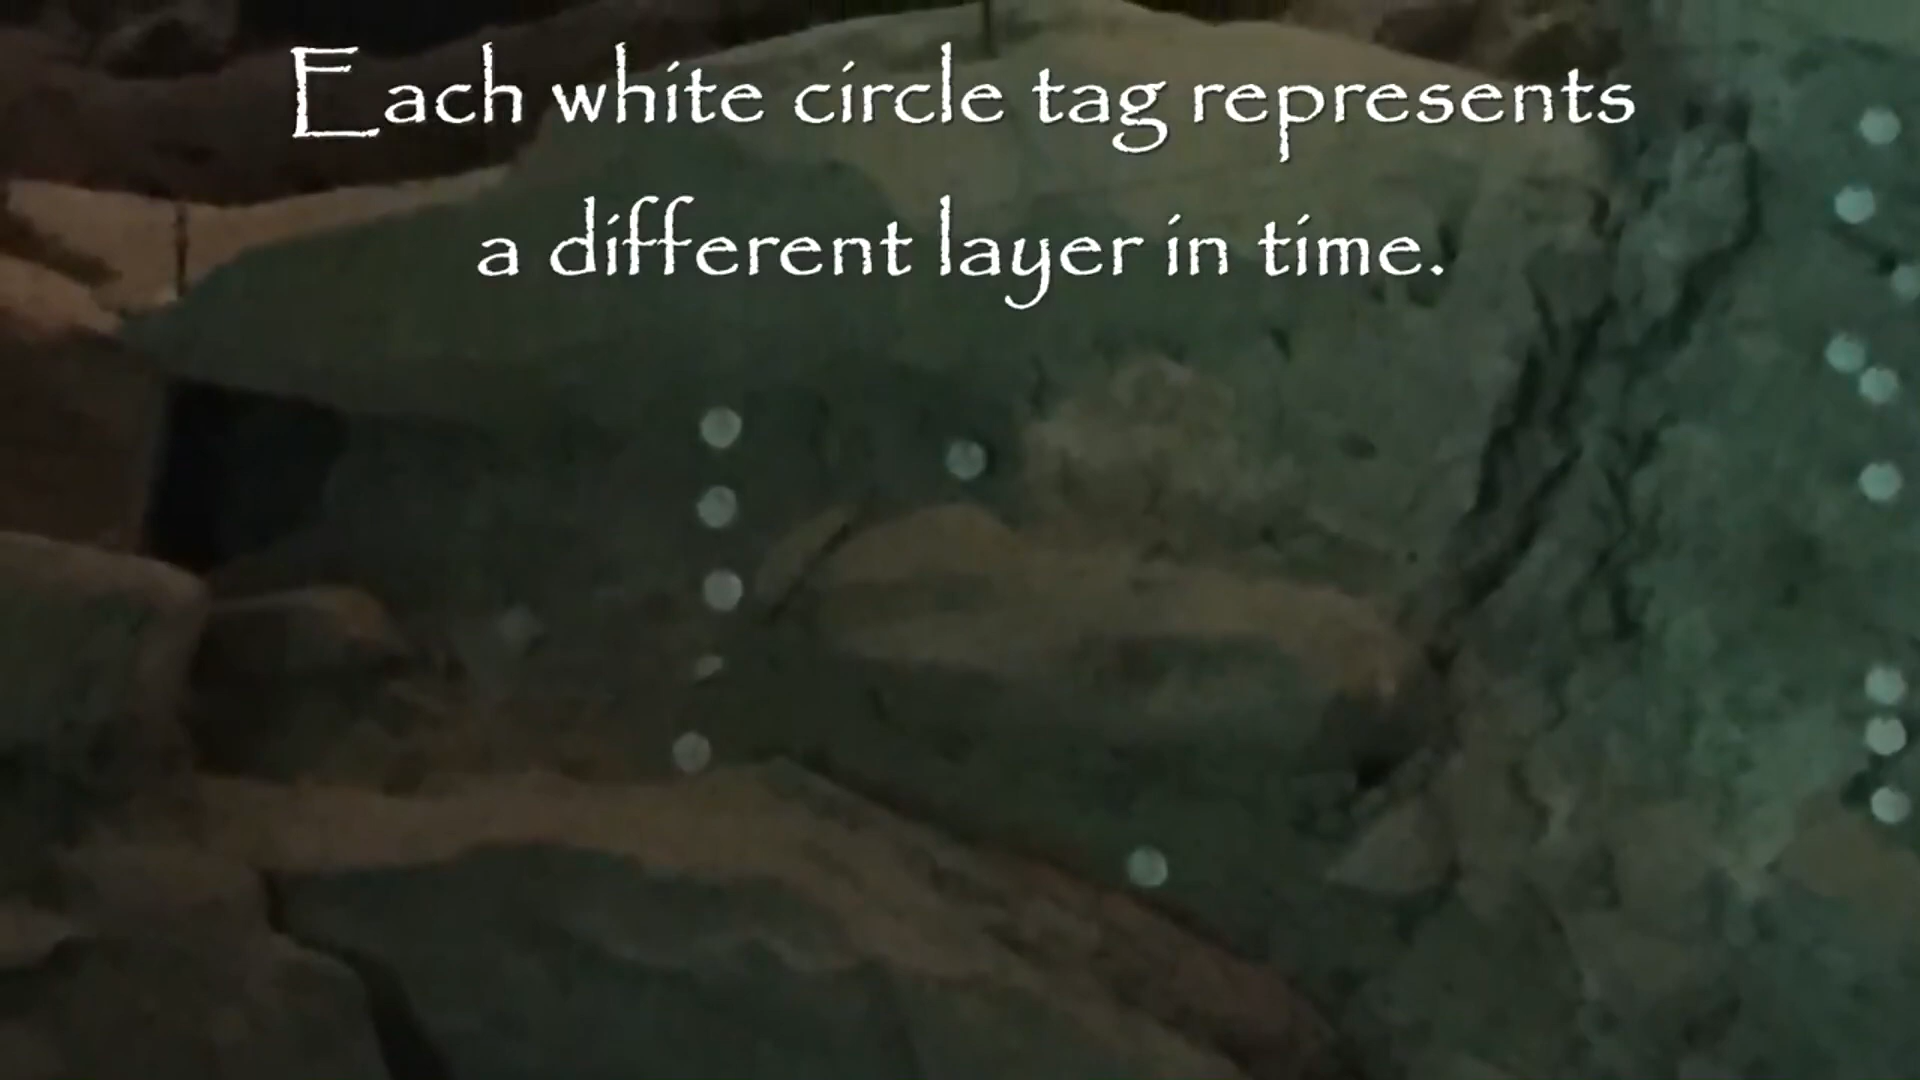 Each white circle tag represents
a different layer in time.